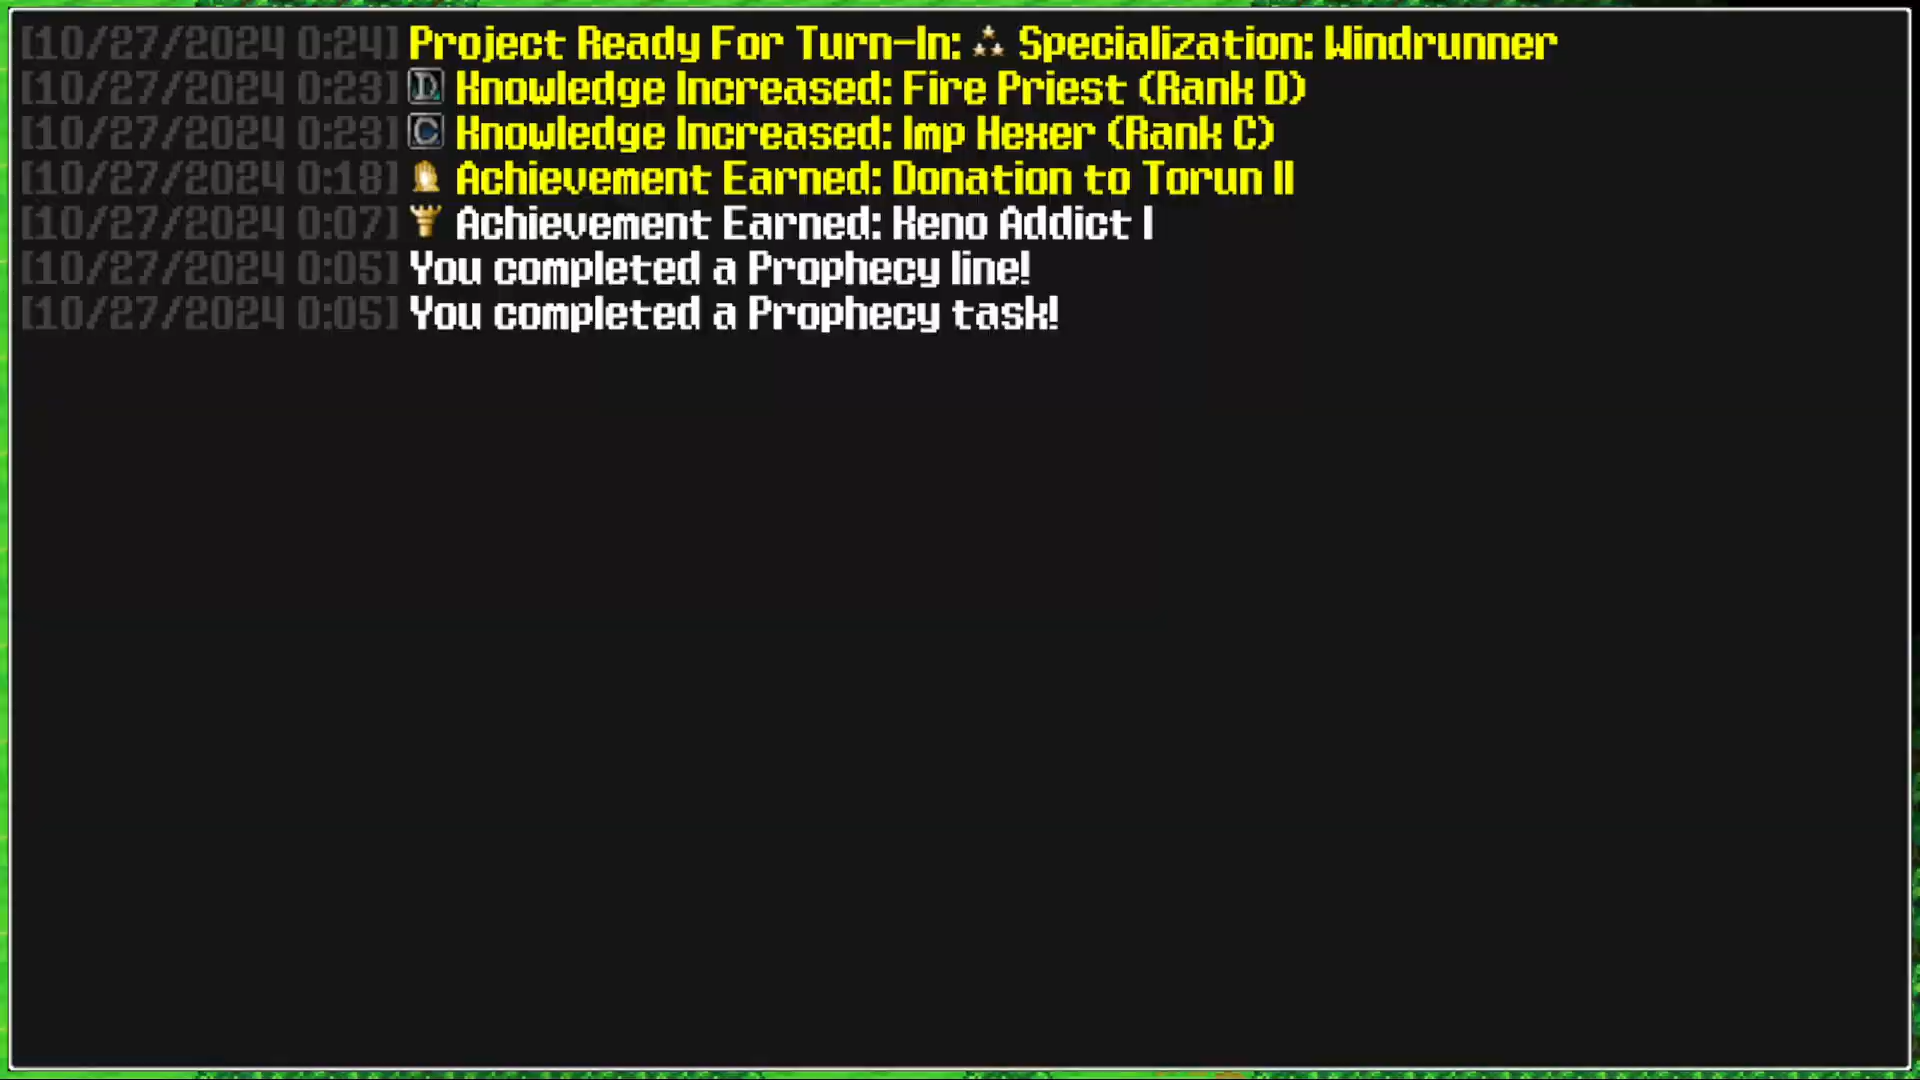 [10/27/2024 0:24] Project Ready For Turn-In: Specialization: Windrunner
[10/27/2024 0:23] D Knowledge Increased: Fire Priest (Rank D)
[10/27/2024 0:23] C Knowledge Increased: Imp Hexer (Rank C)
[10/27/2024 0:18] Achievement Earned: Donation to Torun II
[10/27/2024 0:07] Achievement Earned: Keno Addict I
[10/27/2024 0:05] You completed a Prophecy line!
[10/27/2024 0:05] You completed a Prophecy task!